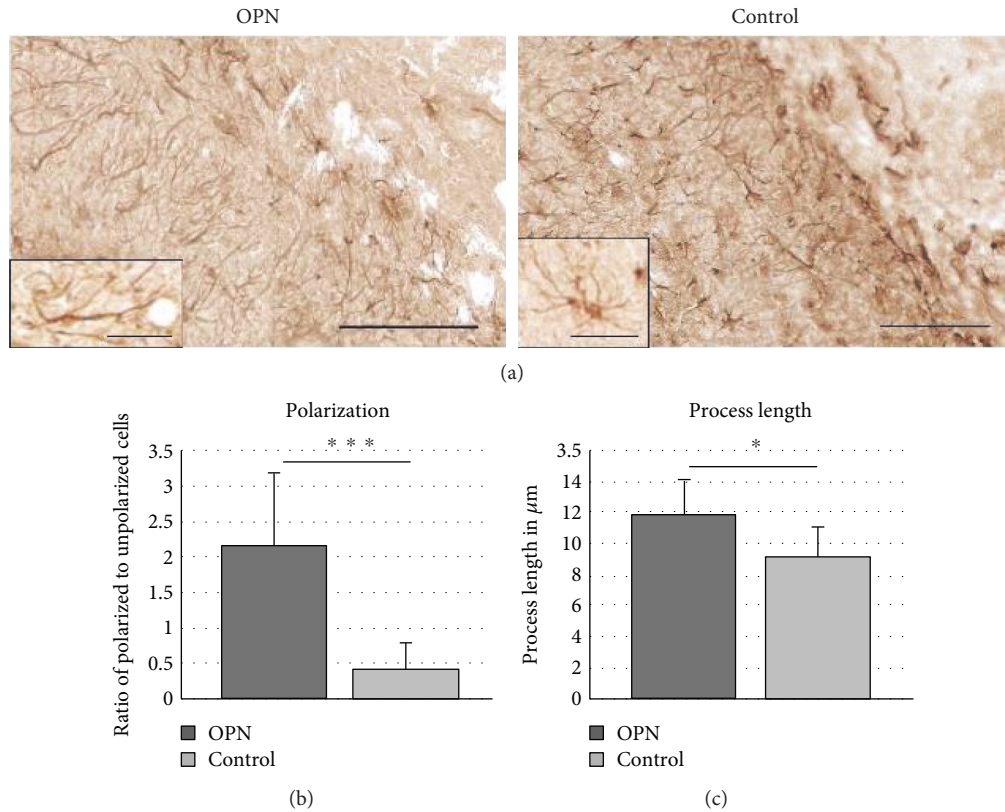 OPN
Control
(a)
Polarization
* * *
Ratio of polarized to unpolarized cells
3.5
3
2.5
2
1.5
1
0.5
0
OPN
Control
(b)
Process length
*
Process length in μm
3.5
14
12
10
8
6
4
2
0
OPN
Control
(c)